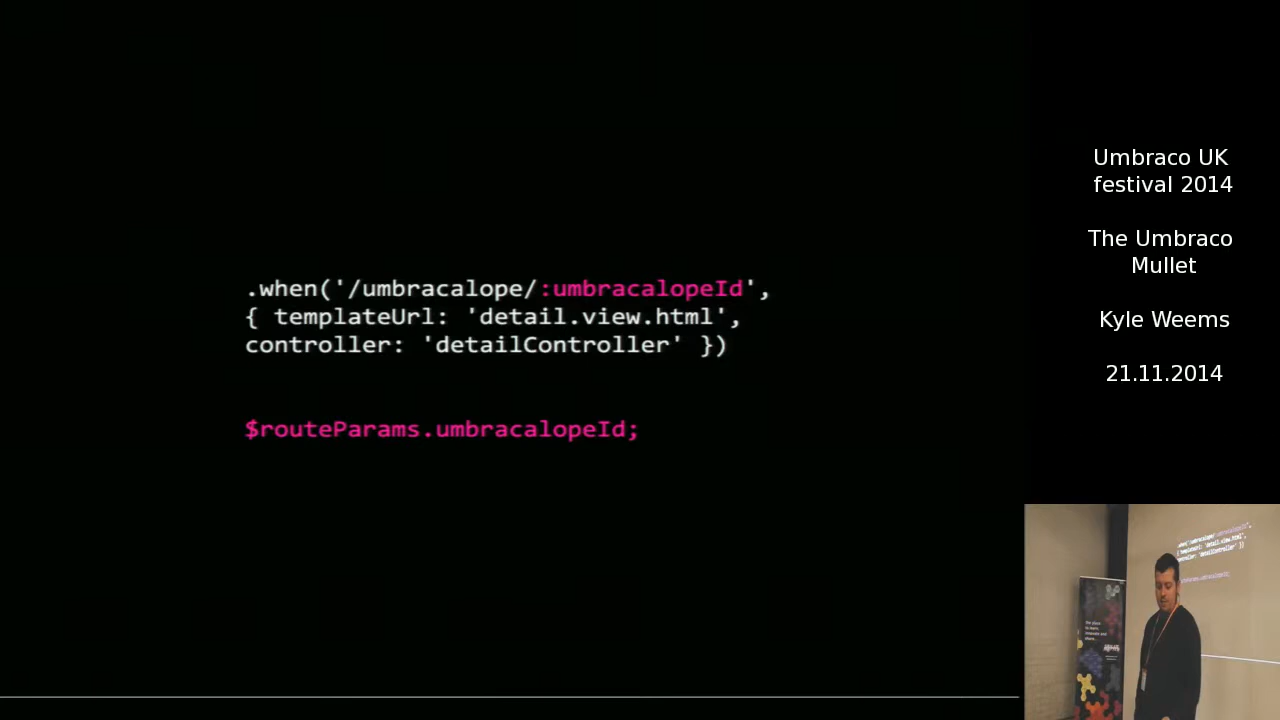 .when('/umbracalope/:umbracalopeId',
{ templateUrl: 'detail.view.html',
controller: 'detailController' })
$routeParams.umbracalopeId;
Umbraco UK
festival 2014
The Umbraco
Mullet
Kyle Weems
21.11.2014